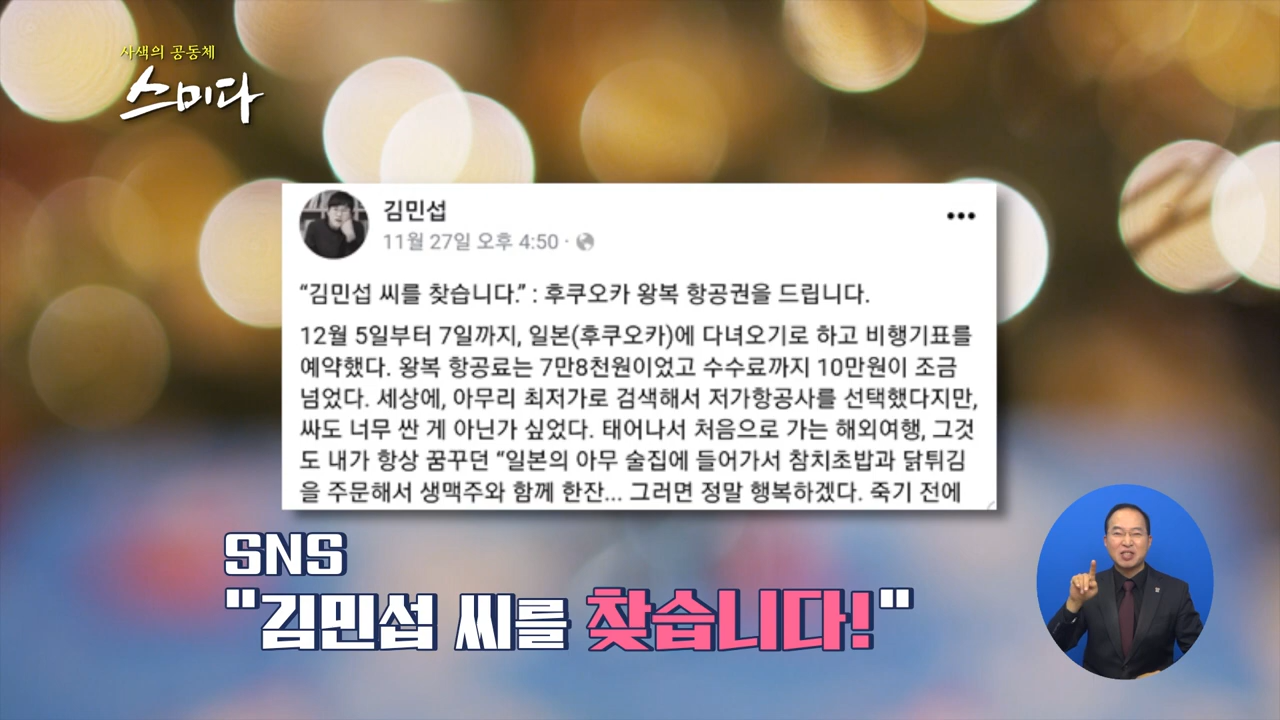 사색의 공동체
스미다
김민섭
11월 27일 오후 4:50 ·
“김민섭 씨를 찾습니다.” : 후쿠오카 왕복 항공권을 드립니다.
12월 5일부터 7일까지, 일본(후쿠오카)에 다녀오기로 하고 비행기표를
예약했다. 왕복 항공료는 7만8천원이었고 수수료까지 10만원이 조금
넘었다. 세상에, 아무리 최저가로 검색해서 저가항공사를 선택했다지만,
싸도 너무 싼 게 아닌가 싶었다. 태어나서 처음으로 가는 해외여행, 그것
도 내가 항상 꿈꾸던 “일본의 아무 술집에 들어가서 참치초밥과 닭튀김
을 주문해서 생맥주와 함께 한잔... 그러면 정말 행복하겠다. 죽기 전에
SNS
"김민섭 씨를 찾습니다!"